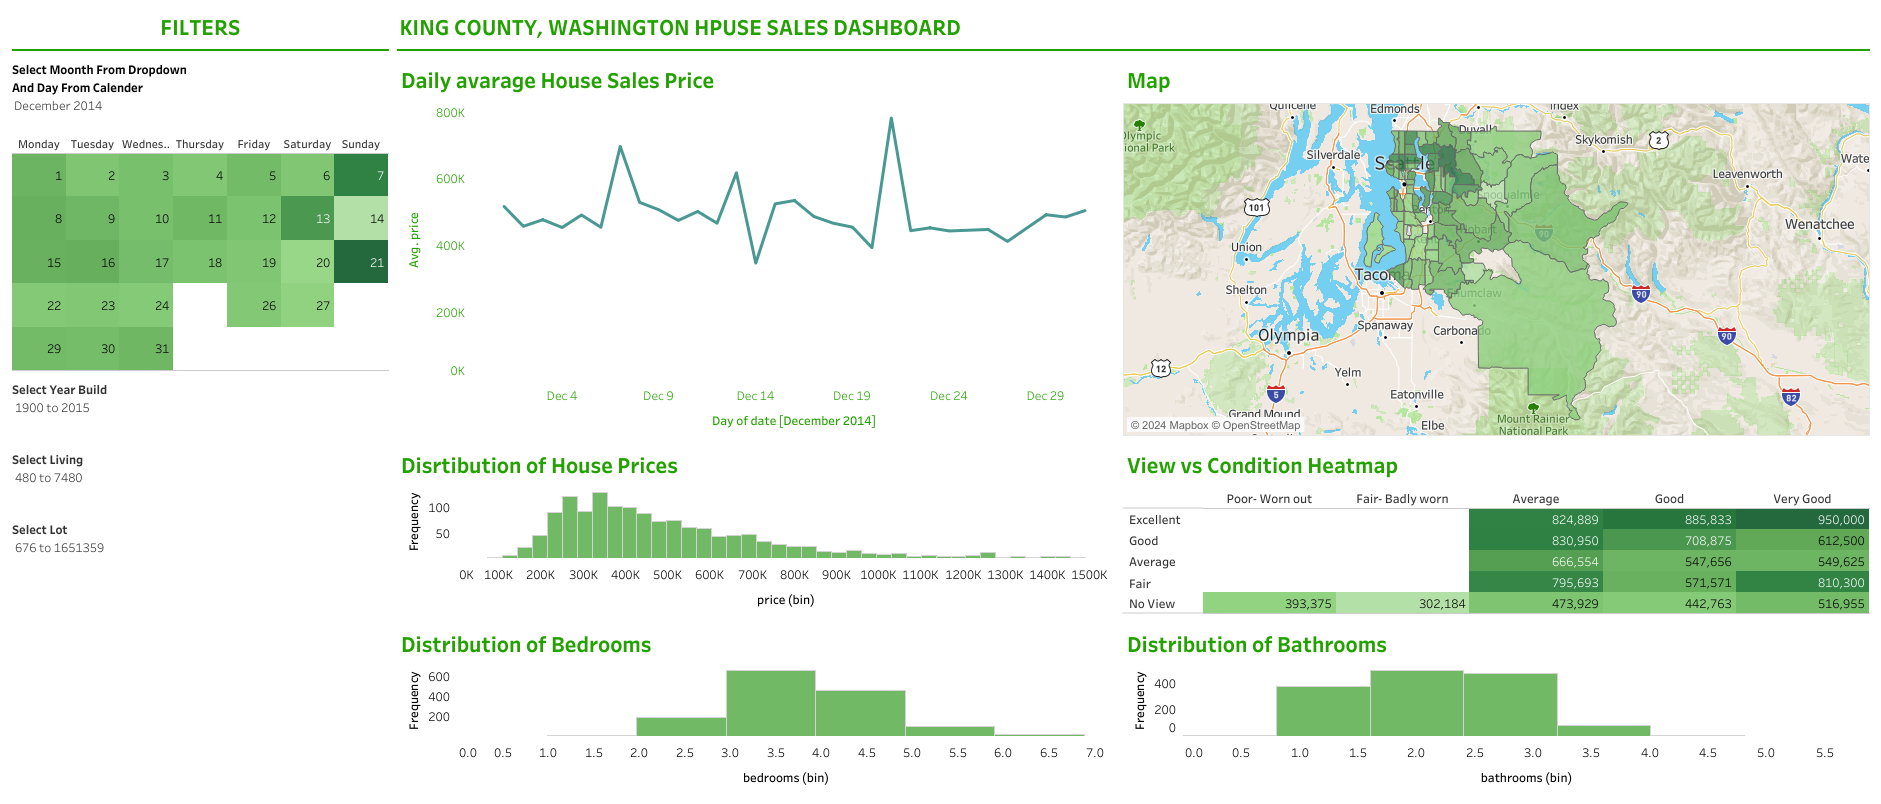 FILTERS
KING COUNTY, WASHINGTON HPUSE SALES DASHBOARD
Select Moonth From Dropdown
And Day From Calender
December 2014
Monday Tuesday Wednes.. Thursday Friday Saturday Sunday
1 2 3 4 5 6 7
8 9 10 11 12 13 14
15 16 17 18 19 20 21
22 23 24 26 27
29 30 31
Select Year Build
1900 to 2015
Select Living
480 to 7480
Select Lot
676 to 1651359
Daily avarage House Sales Price
800K
600K
400K
200K
0K
Avg. price
Dec 4 Dec 9 Dec 14 Dec 19 Dec 24 Dec 29
Day of date [December 2014]
Map
Quilcene
Edmonds
Index
Duvall
Olympic
ional Park
Skykomish
2
Silverdale
Seattle
Wate
Leavenworth
101
Snoqualmie
Wenatchee
Renton
Hobart
90
Union
Kent
Tacoma
Shelton
Enumclaw
90
Spanaway
Carbonado
Olympia
90
12
Yelm
5
Eatonville
82
Grand Mound
Mount Rainier
National Park
Elbe
© 2024 Mapbox © OpenStreetMap
Disrtibution of House Prices
Frequency
100
50
0K 100K 200K 300K 400K 500K 600K 700K 800K 900K 1000K 1100K 1200K 1300K 1400K 1500K
price (bin)
View vs Condition Heatmap
Poor- Worn out Fair- Badly worn Average Good Very Good
Excellent 824,889 885,833 950,000
Good 830,950 708,875 612,500
Average 666,554 547,656 549,625
Fair 795,693 571,571 810,300
No View 393,375 302,184 473,929 442,763 516,955
Distribution of Bedrooms
Frequency
600
400
200
0.0 0.5 1.0 1.5 2.0 2.5 3.0 3.5 4.0 4.5 5.0 5.5 6.0 6.5 7.0
bedrooms (bin)
Distribution of Bathrooms
Frequency
400
200
0
0.0 0.5 1.0 1.5 2.0 2.5 3.0 3.5 4.0 4.5 5.0 5.5
bathrooms (bin)